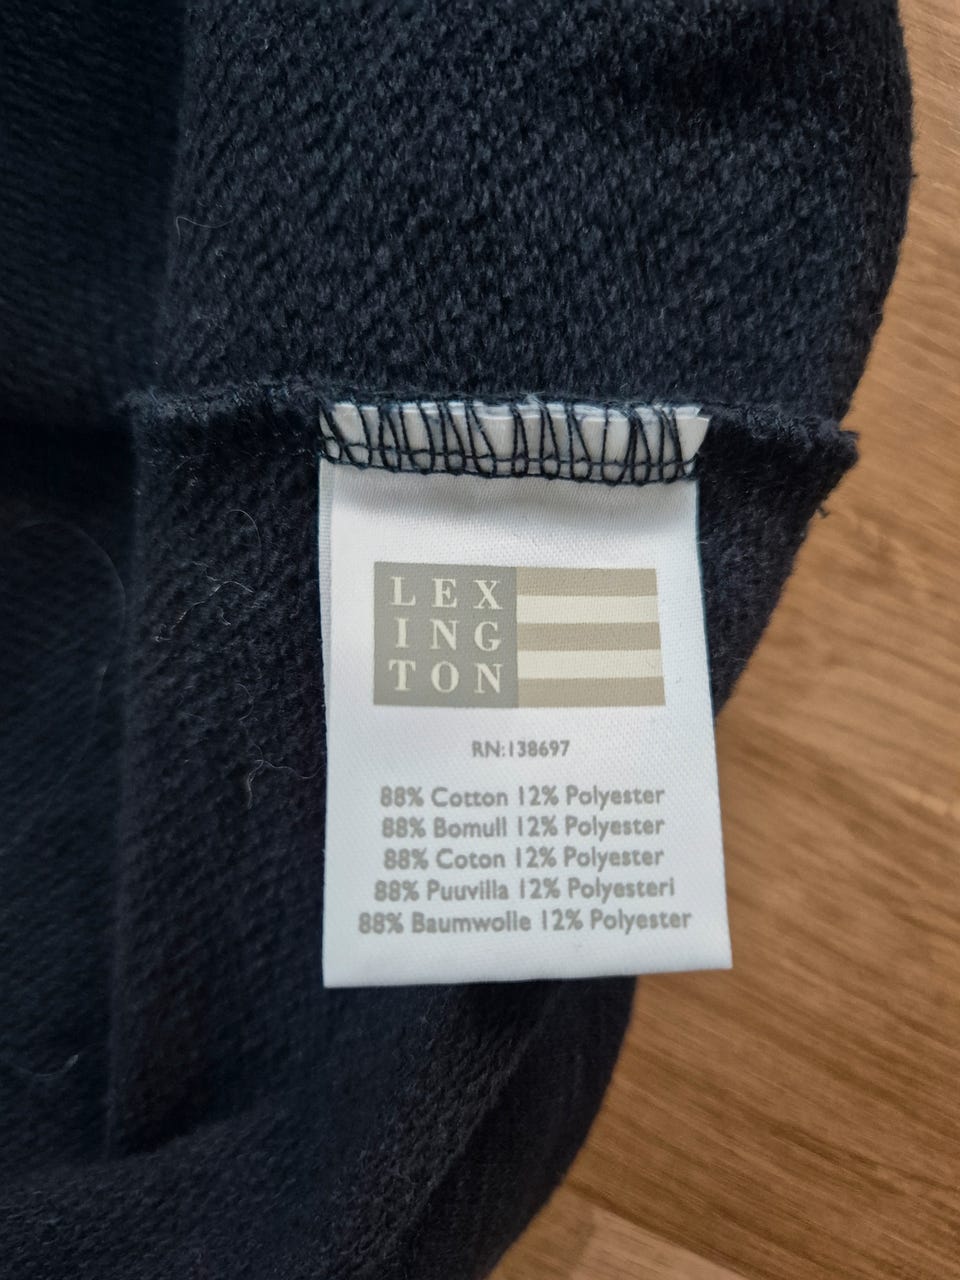 LEX
ING
TON
RN:138697
88% Cotton 12% Polyester
88% Bomull 12% Polyester
88% Coton 12% Polyester
88% Puuvilla 12% Polyesteri
88% Baumwolle 12% Polyester